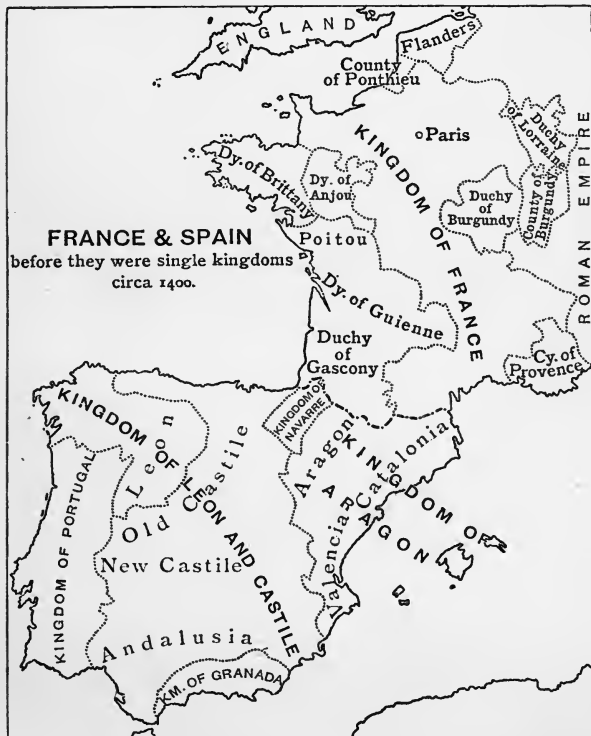 ENGLAND
Flanders
County
of Ponthieu
Paris
Duchy
of Lorraine
ROMAN EMPIRE
KINGDOM OF FRANCE
Dy. of Brittany
Dy. of
Anjou
Duchy
of
Burgundy
County of
Burgundy
FRANCE & SPAIN
before they were single kingdoms
circa 1400.
Poitou
Dy. of Guienne
Duchy
of
Gascony
Cy. of
Provence
KINGDOM OF LEON AND CASTILE
Leon
Old Castile
KINGDOM OF
NAVARRE
Aragon
Catalonia
KINGDOM OF
ARAGON
Valencia
KINGDOM OF PORTUGAL
New Castile
Andalusia
KM. OF GRANADA